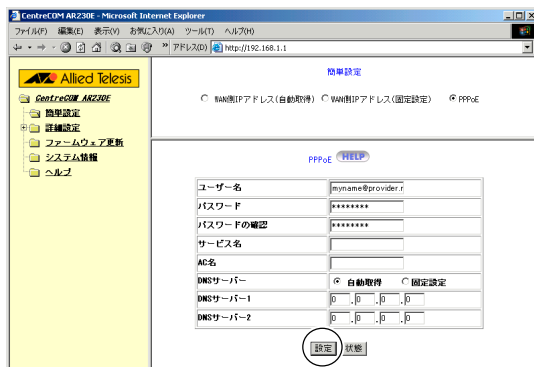 CentreCOM AR230E - Microsoft Internet Explorer
ファイル(F) 編集(E) 表示(V) お気に入り(A) ツール(T) ヘルプ(H)
アドレス(D) http://192.168.1.1
Allied Telesis
CentreCOM AR230E
簡単設定
詳細設定
ファームウェア更新
システム情報
ヘルプ
簡単設定
WAN側IPアドレス(自動取得) WAN側IPアドレス(固定設定) PPPoE
PPPoE HELP
ユーザー名 myname@provider.r
パスワード ********
パスワードの確認 ********
サービス名
AC名
DNSサーバー 自動取得 固定設定
DNSサーバー1 0 . 0 . 0 . 0
DNSサーバー2 0 . 0 . 0 . 0
設定 状態